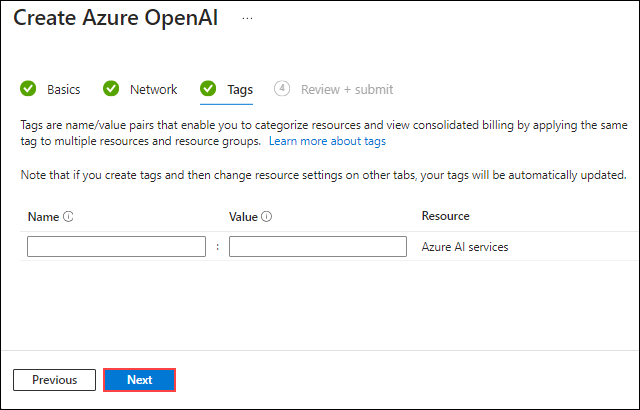 Create Azure OpenAI ...
Basics Network Tags 4 Review + submit
Tags are name/value pairs that enable you to categorize resources and view consolidated billing by applying the same
tag to multiple resources and resource groups. Learn more about tags
Note that if you create tags and then change resource settings on other tabs, your tags will be automatically updated.
Name Value Resource
: Azure AI services
Previous Next